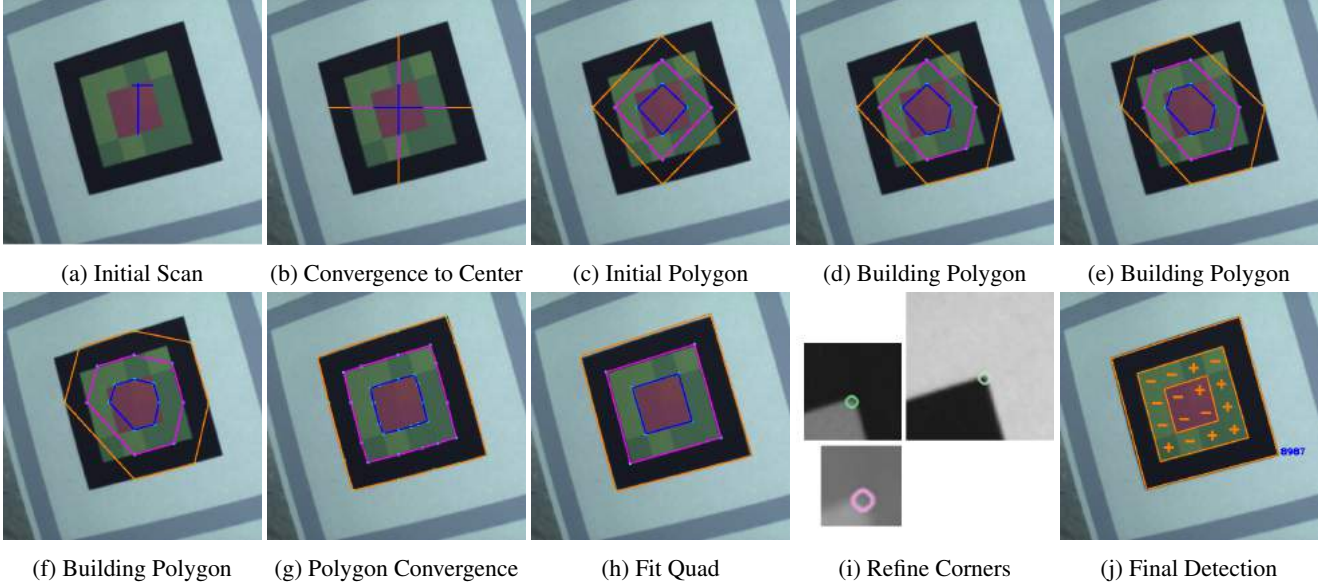 (a) Initial Scan
(b) Convergence to Center
(c) Initial Polygon
(d) Building Polygon
(e) Building Polygon
8987
(f) Building Polygon
(g) Polygon Convergence
(h) Fit Quad
(i) Refine Corners
(j) Final Detection